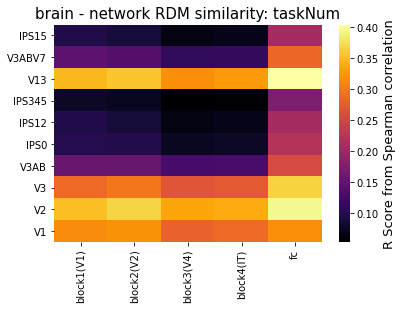 brain - network RDM similarity: taskNum
IPS15
V3ABV7
V13
IPS345
IPS12
IPS0
V3AB
V3
V2
V1
block1(V1)
block2(V2)
block3(V4)
block4(IT)
fc
0.40
0.35
0.30
0.25
0.20
0.15
0.10
R Score from Spearman correlation